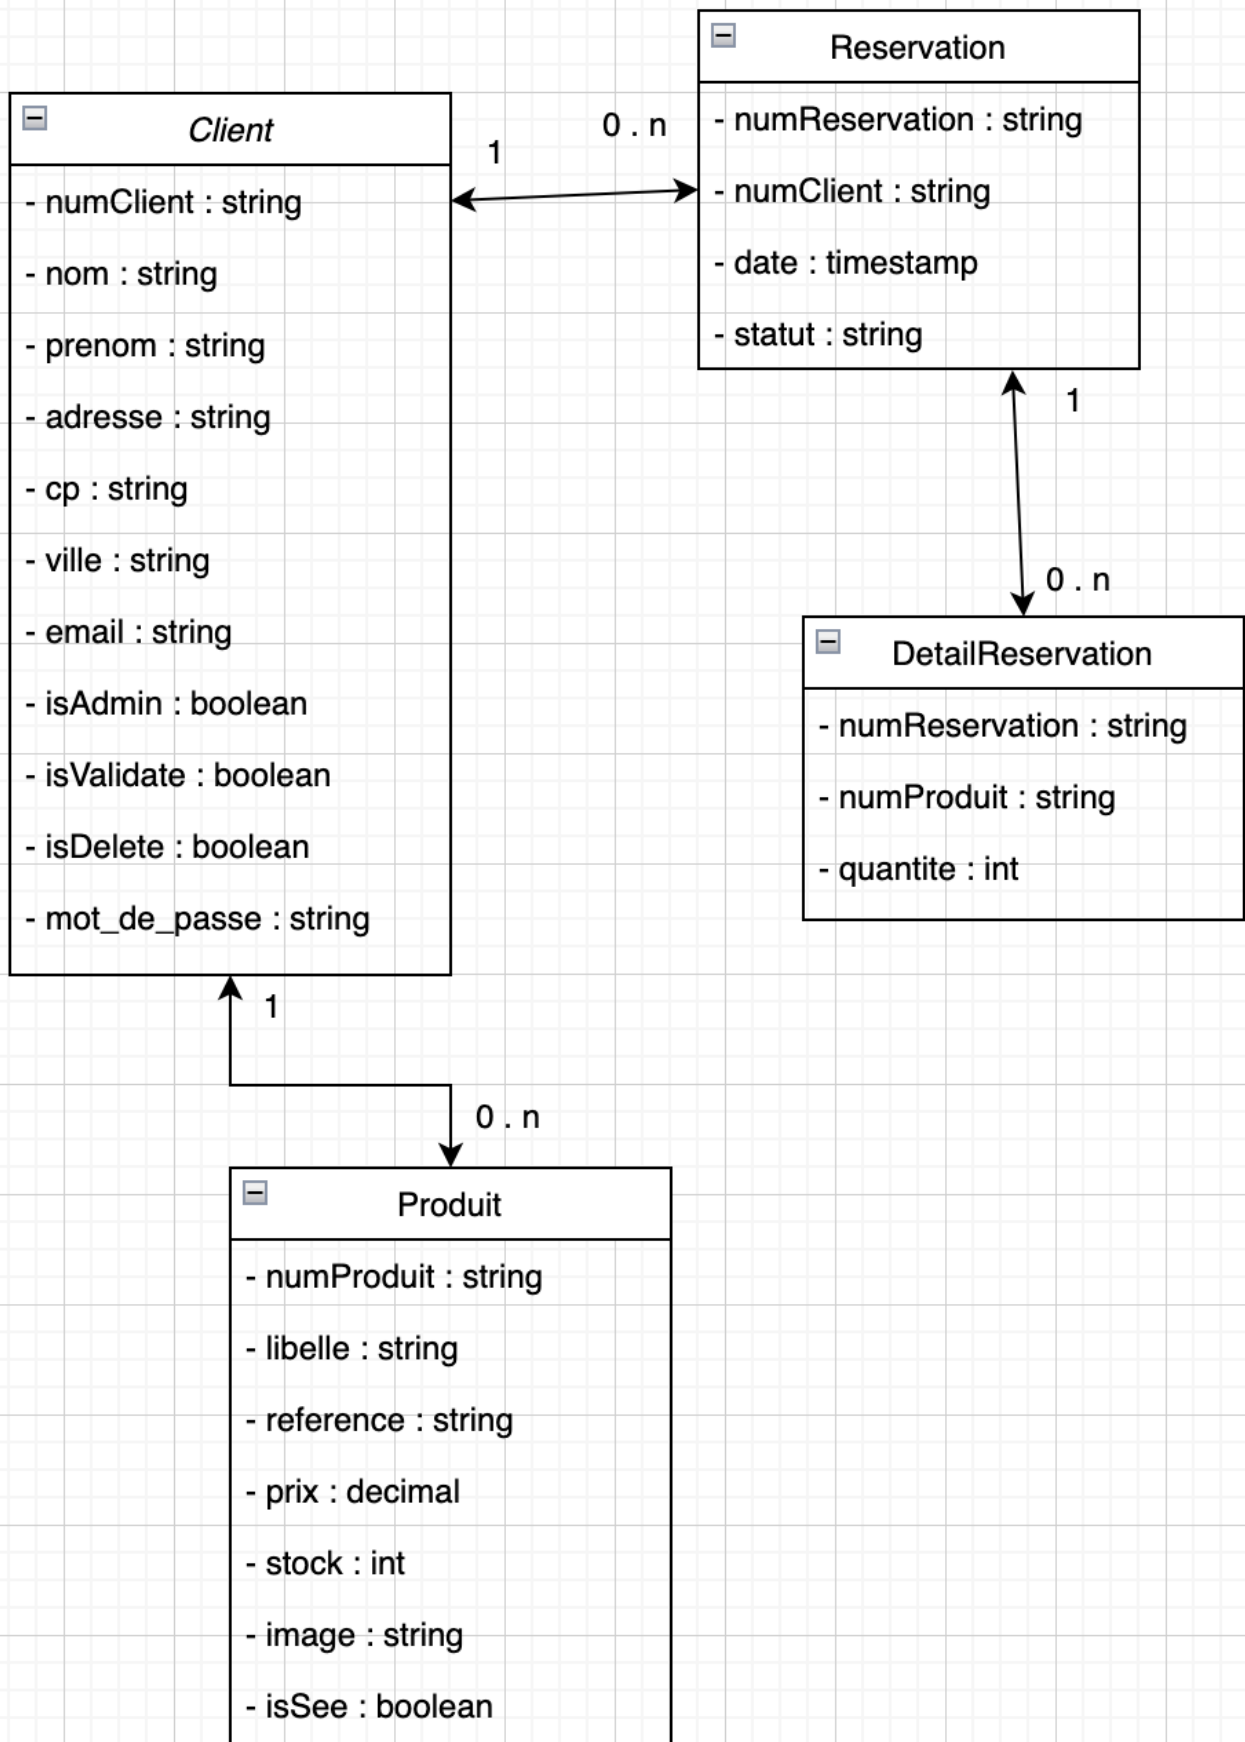 Reservation
- numReservation : string
- numClient : string
- date : timestamp
- statut : string
Client
- numClient : string
- nom : string
- prenom : string
- adresse : string
- cp : string
- ville : string
- email : string
- isAdmin : boolean
- isValidate : boolean
- isDelete : boolean
- mot_de_passe : string
1
0 . n
1
0 . n
DetailReservation
- numReservation : string
- numProduit : string
- quantite : int
1
0 . n
Produit
- numProduit : string
- libelle : string
- reference : string
- prix : decimal
- stock : int
- image : string
- isSee : boolean